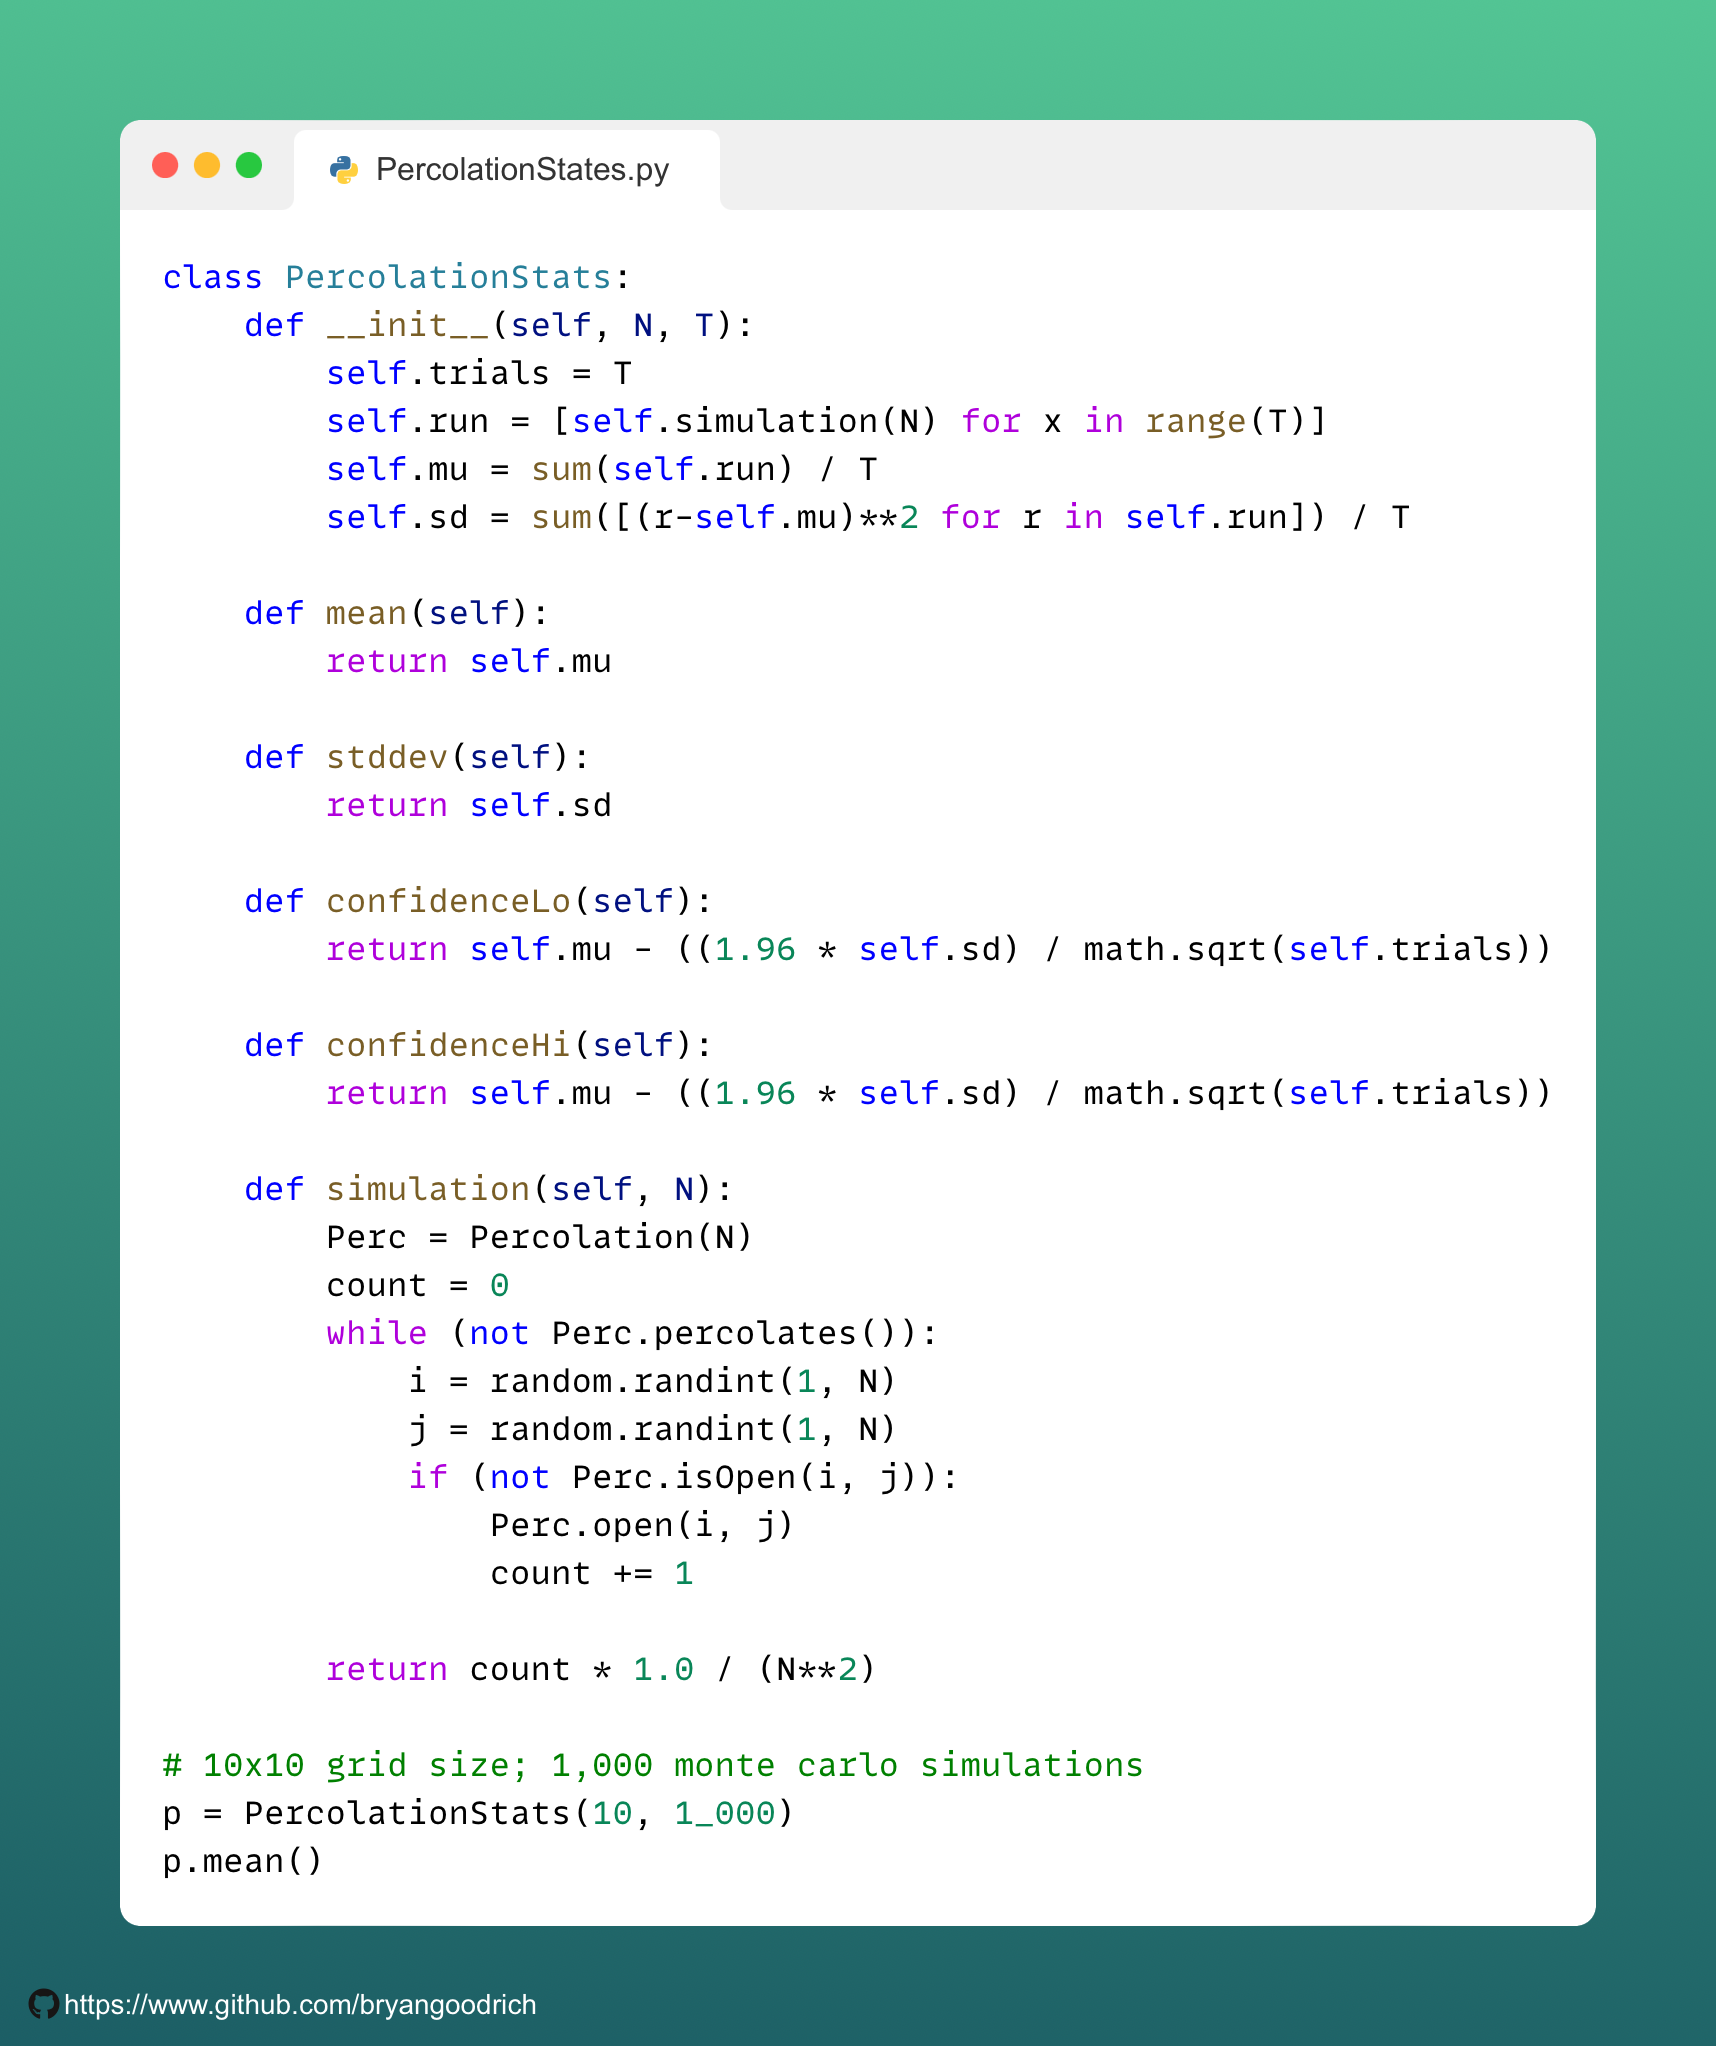 PercolationStates.py
class PercolationStats:
    def __init__(self, N, T):
        self.trials = T
        self.run = [self.simulation(N) for x in range(T)]
        self.mu = sum(self.run) / T
        self.sd = sum([(r-self.mu)**2 for r in self.run]) / T
    def mean(self):
        return self.mu
    def stddev(self):
        return self.sd
    def confidenceLo(self):
        return self.mu - ((1.96 * self.sd) / math.sqrt(self.trials))
    def confidenceHi(self):
        return self.mu - ((1.96 * self.sd) / math.sqrt(self.trials))
    def simulation(self, N):
        Perc = Percolation(N)
        count = 0
        while (not Perc.percolates()):
            i = random.randint(1, N)
            j = random.randint(1, N)
            if (not Perc.isOpen(i, j)):
                Perc.open(i, j)
                count += 1
        return count * 1.0 / (N**2)
# 10x10 grid size; 1,000 monte carlo simulations
p = PercolationStats(10, 1_000)
p.mean()
https://www.github.com/bryangoodrich